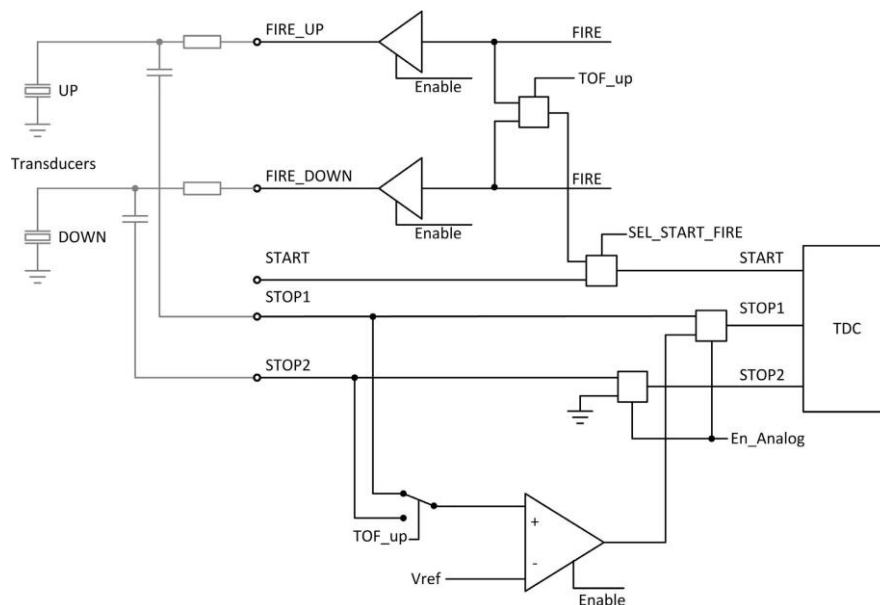 FIRE_UP
FIRE
Enable
TOF_up
UP
Transducers
FIRE_DOWN
FIRE
Enable
DOWN
SEL_START_FIRE
START
START
STOP1
STOP1
TDC
STOP2
STOP2
En_Analog
TOF_up
+
-
Vref
Enable